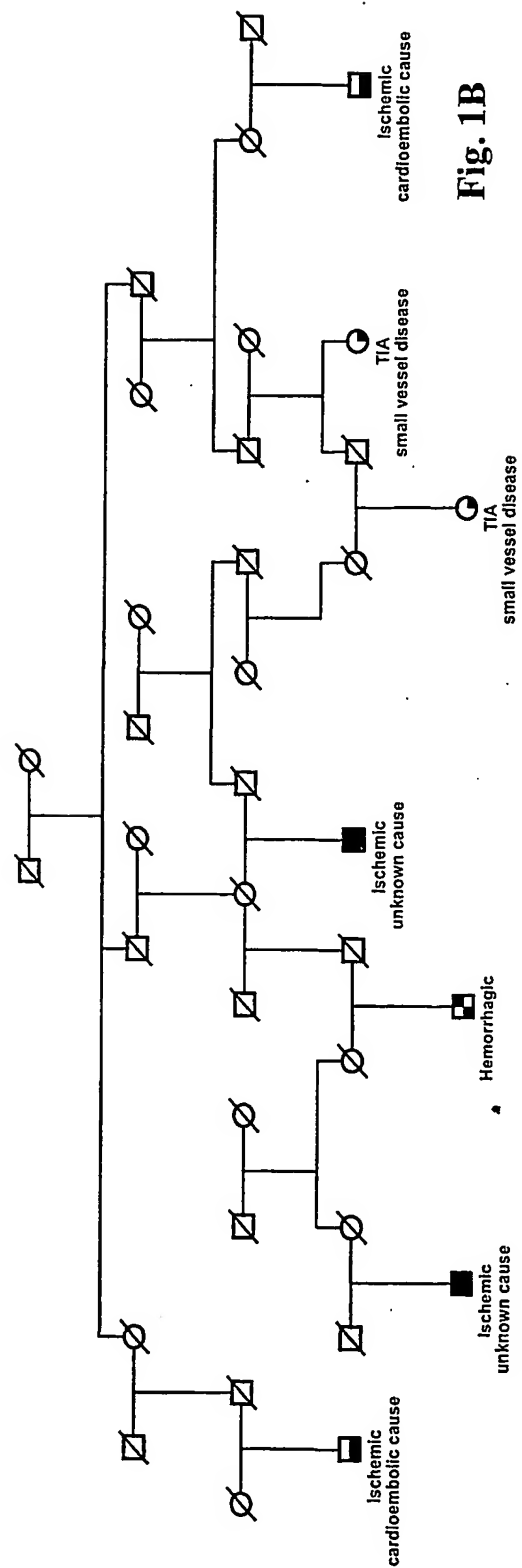 Ischemic
cardioembolic cause
Ischemic
unknown cause
Hemorrhagic
Ischemic
unknown cause
TIA
small vessel disease
TIA
small vessel disease
Ischemic
cardioembolic cause
Fig. 1B